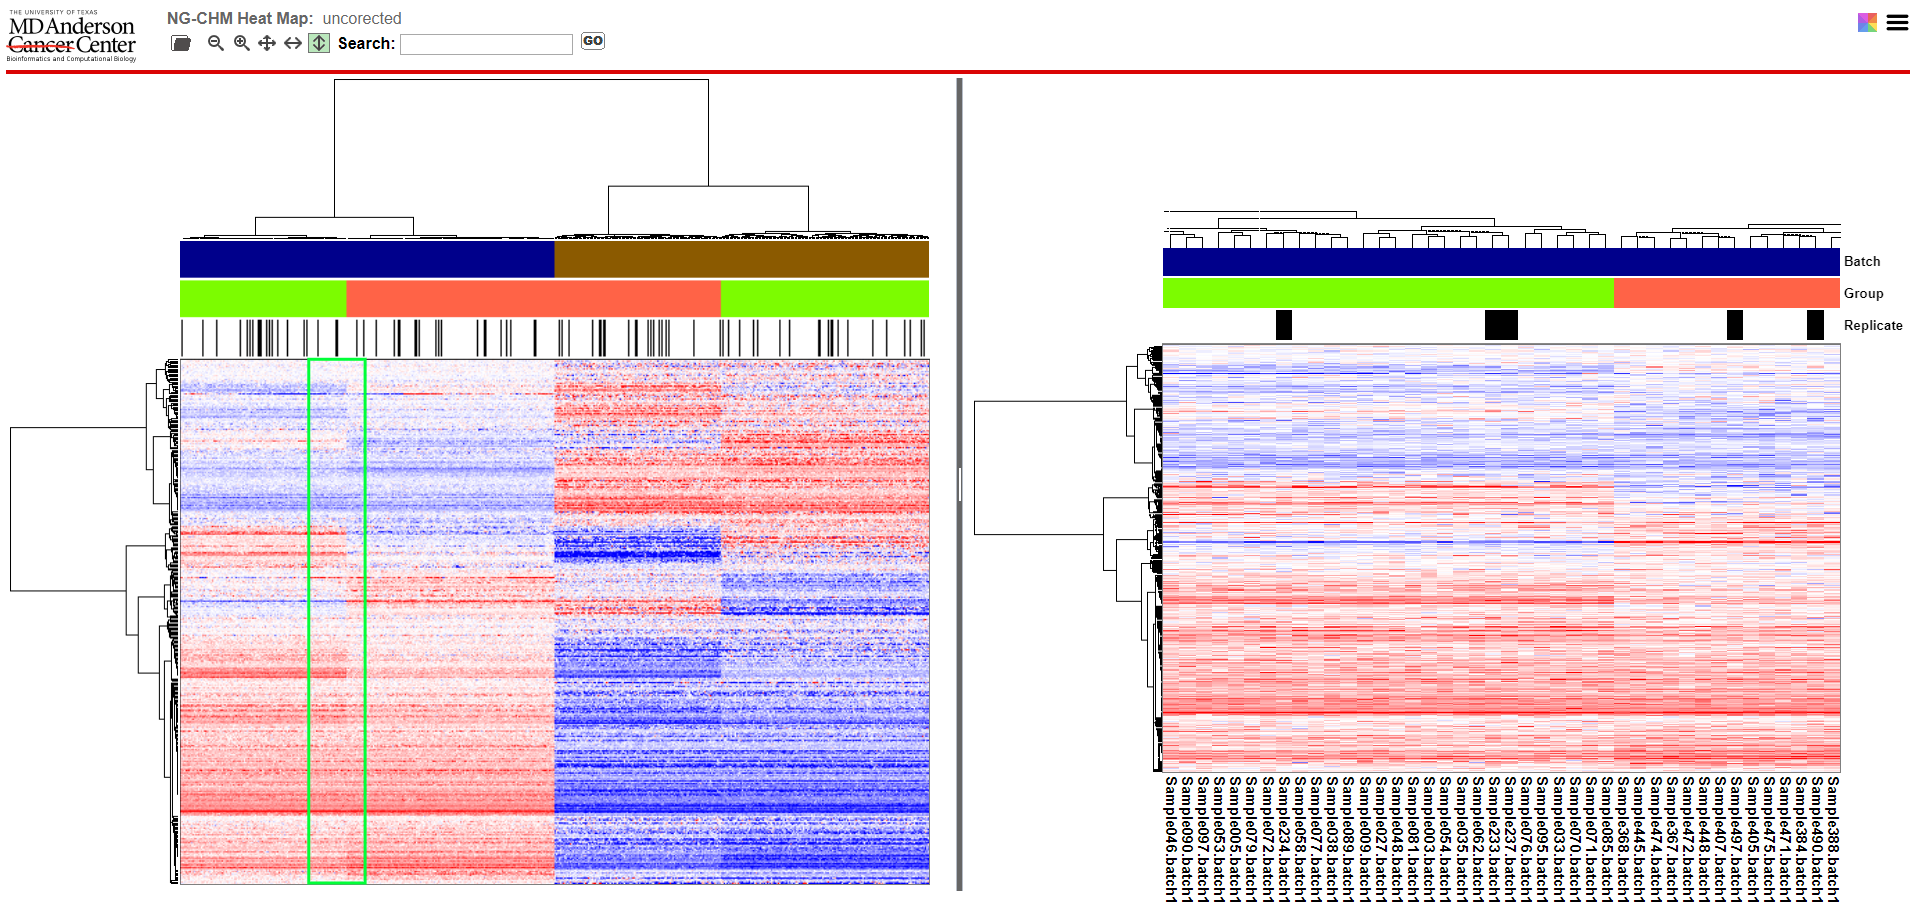 THE UNIVERSITY OF TEXAS
MD Anderson
Cancer Center
Bioinformatics and Computational Biology
NG-CHM Heat Map: uncorected
Search:
GO
Batch
Group
Replicate
Sample046.batch1
Sample090.batch1
Sample097.batch1
Sample053.batch1
Sample005.batch1
Sample079.batch1
Sample072.batch1
Sample234.batch1
Sample058.batch1
Sample077.batch1
Sample038.batch1
Sample089.batch1
Sample009.batch1
Sample027.batch1
Sample048.batch1
Sample081.batch1
Sample003.batch1
Sample054.batch1
Sample035.batch1
Sample062.batch1
Sample233.batch1
Sample237.batch1
Sample076.batch1
Sample095.batch1
Sample033.batch1
Sample070.batch1
Sample071.batch1
Sample085.batch1
Sample368.batch1
Sample445.batch1
Sample474.batch1
Sample367.batch1
Sample472.batch1
Sample448.batch1
Sample407.batch1
Sample497.batch1
Sample405.batch1
Sample475.batch1
Sample471.batch1
Sample384.batch1
Sample490.batch1
Sample388.batch1